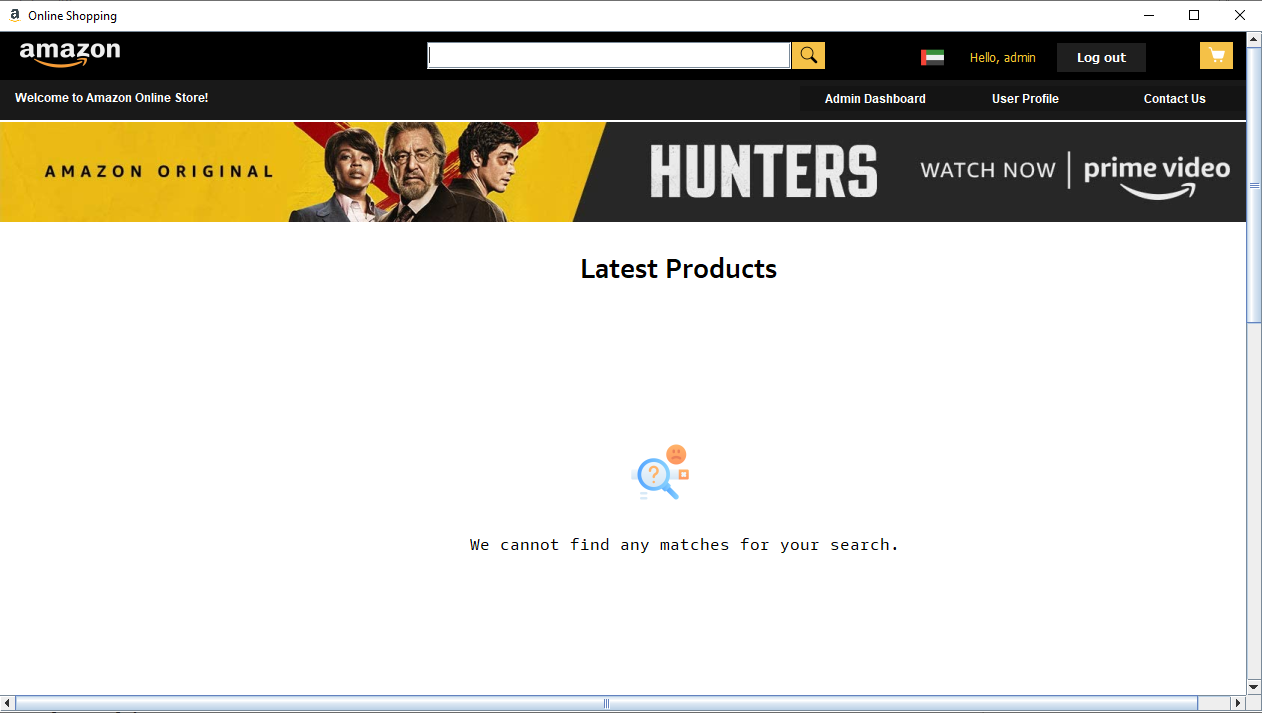 Online Shopping
amazon
Hello, admin
Log out
Welcome to Amazon Online Store!
Admin Dashboard
User Profile
Contact Us
AMAZON ORIGINAL
HUNTERS
WATCH NOW | prime video
Latest Products
?
We cannot find any matches for your search.